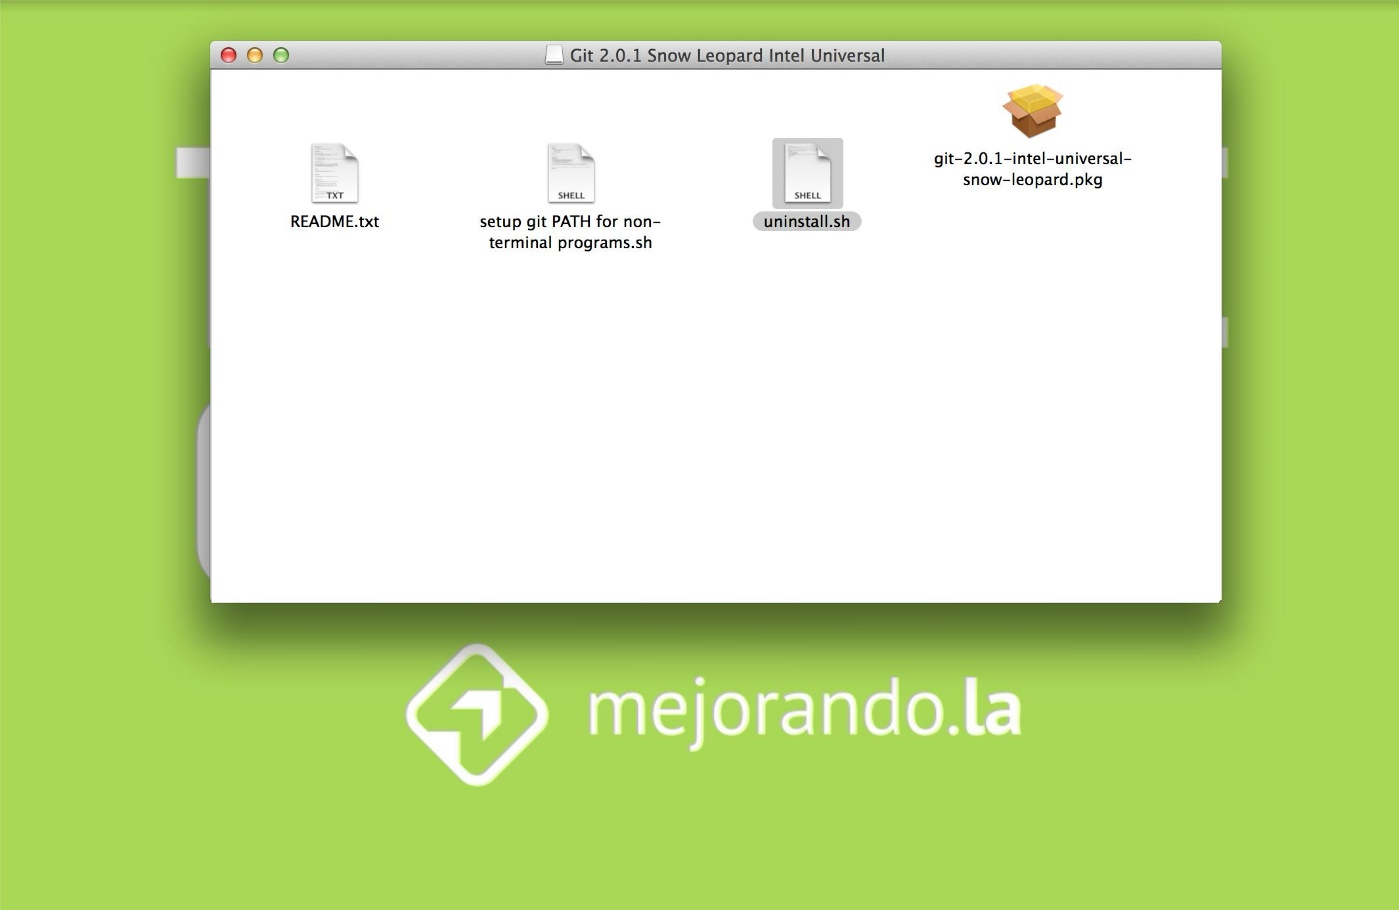 Git 2.0.1 Snow Leopard Intel Universal
TXT
README.txt
SHELL
setup git PATH for non-
terminal programs.sh
SHELL
uninstall.sh
git-2.0.1-intel-universal-
snow-leopard.pkg
mejorando.la